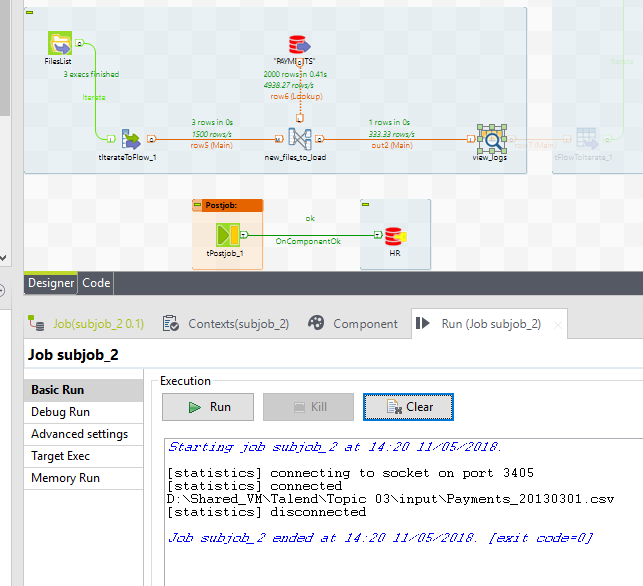 FilesList
3 execs finished
Iterate
"PAYMENTS"
2000 rows in 0.41s
4938.27 rows/s
row6 (Lookup)
3 rows in 0s
1500 rows/s
row5 (Main)
1 rows in 0s
333.33 rows/s
out2 (Main)
tIterateToFlow_1
new_files_to_load
view_logs
row7 (Main)
tFlowToIterate_1
Iterate
Postjob:
ok
OnComponentOk
tPostjob_1
HR
Designer
Code
Job(subjob_2 0.1)
Contexts(subjob_2)
Component
Run (Job subjob_2)
Job subjob_2
Basic Run
Debug Run
Advanced settings
Target Exec
Memory Run
Execution
Run
Kill
Clear
Starting job subjob_2 at 14:20 11/05/2018.
[statistics] connecting to socket on port 3405
[statistics] connected
D:\Shared_VM\Talend\Topic 03\input\Payments_20130301.csv
[statistics] disconnected
Job subjob_2 ended at 14:20 11/05/2018. [exit code=0]